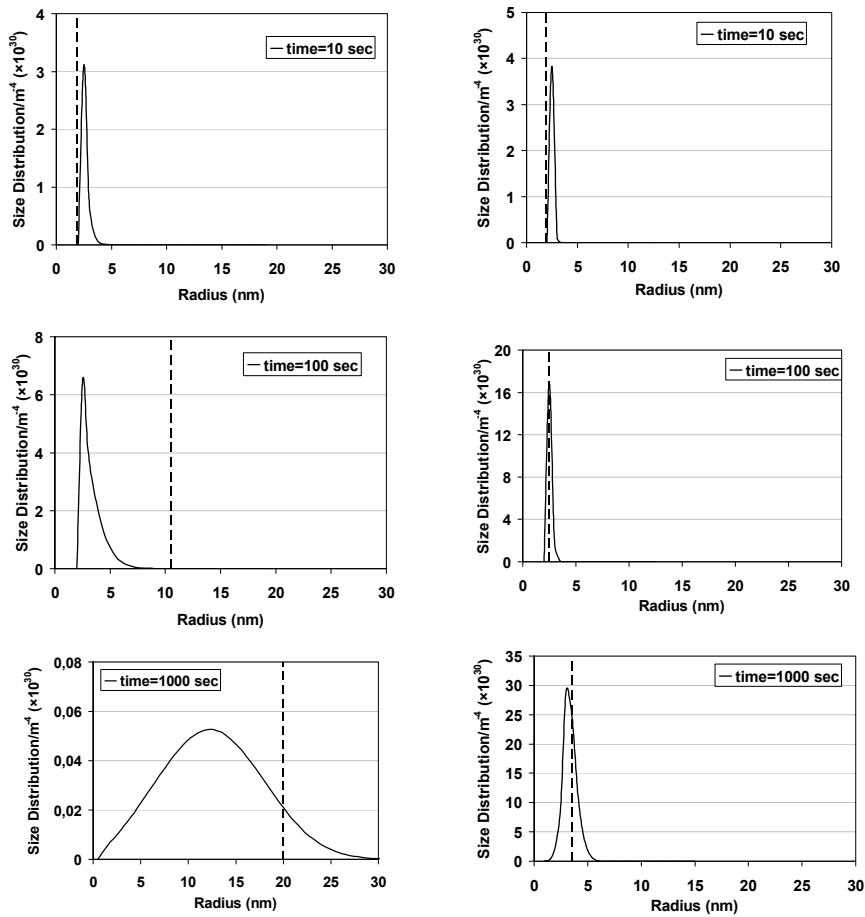 4
3
2
1
0
0 5 10 15 20 25 30
Size Distribution/m-4 (×10³⁰)
Radius (nm)
time=10 sec
5
4
3
2
1
0
0 5 10 15 20 25 30
Size Distribution/m-4 (×10³⁰)
Radius (nm)
time=10 sec
8
6
4
2
0
0 5 10 15 20 25 30
Size Distribution/m-4 (×10³⁰)
Radius (nm)
time=100 sec
20
16
12
8
4
0
0 5 10 15 20 25 30
Size Distribution/m-4 (×10³⁰)
Radius (nm)
time=100 sec
0,08
0,06
0,04
0,02
0
0 5 10 15 20 25 30
Size Distribution/m-4 (×10³⁰)
Radius (nm)
time=1000 sec
35
30
25
20
15
10
5
0
0 5 10 15 20 25 30
Size Distribution/m-4 (×10³⁰)
Radius (nm)
time=1000 sec